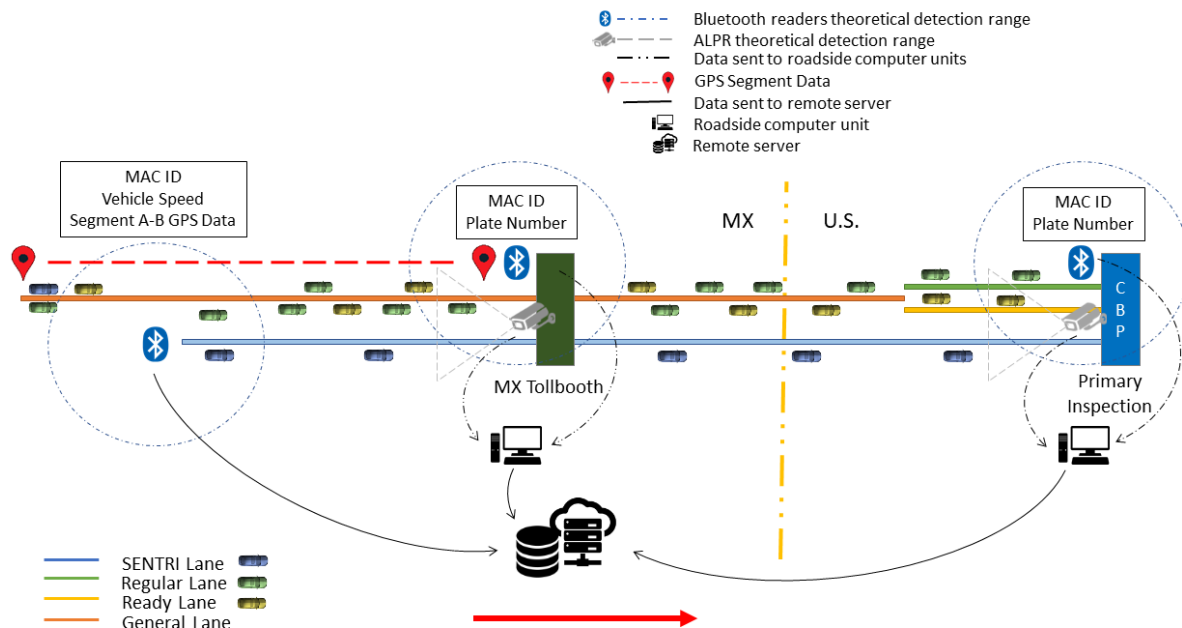 Bluetooth readers theoretical detection range
ALPR theoretical detection range
Data sent to roadside computer units
GPS Segment Data
Data sent to remote server
Roadside computer unit
Remote server
MAC ID
Vehicle Speed
Segment A-B GPS Data
MAC ID
Plate Number
MX
U.S.
MAC ID
Plate Number
C
B
P
MX Tollbooth
Primary
Inspection
SENTRI Lane
Regular Lane
Ready Lane
General Lane